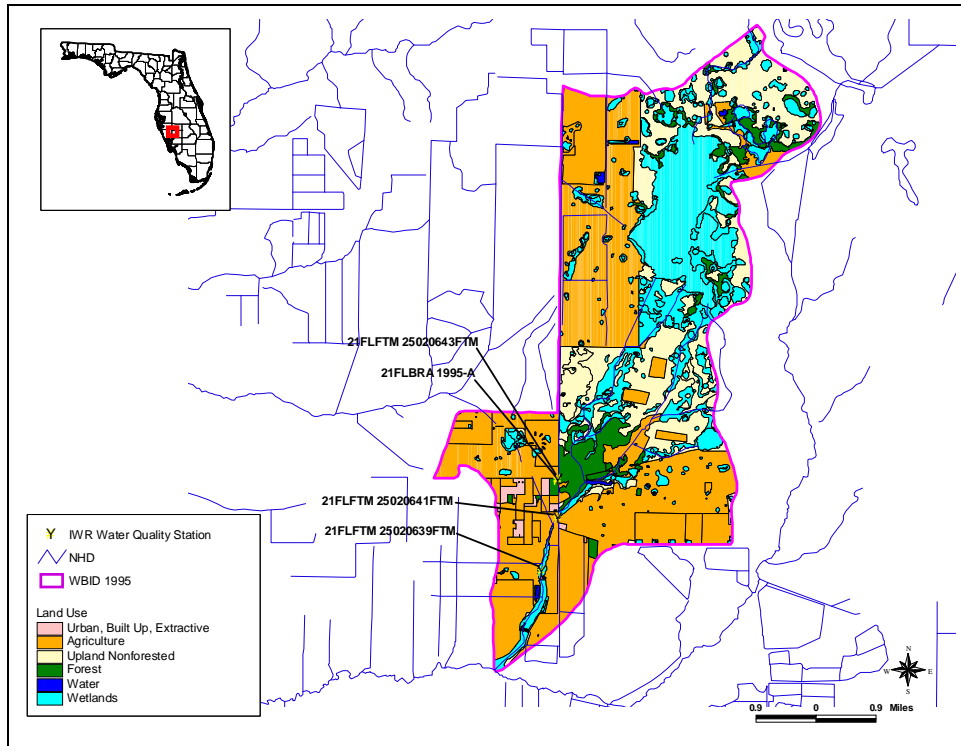 21FLFTM 25020643FTM
21FLBRA 1995-A
21FLFTM 25020641FTM
21FLFTM 25020639FTM
Y IWR Water Quality Station
NHD
WBID 1995
Land Use
Urban, Built Up, Extractive
Agriculture
Upland Nonforested
Forest
Water
Wetlands
N
W E
S
0.9 0 0.9 Miles